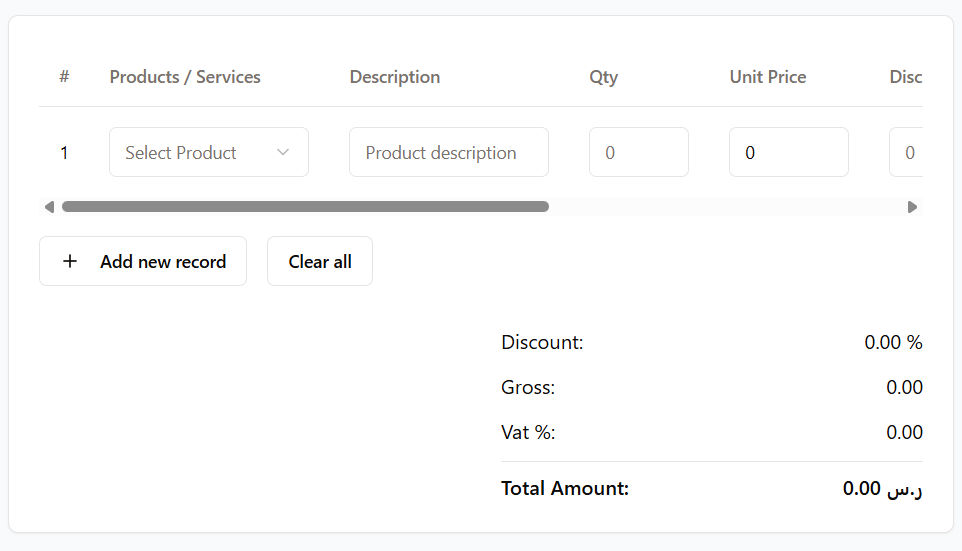 # Products / Services Description Qty Unit Price Disc
1 Select Product Product description 0 0 0
+ Add new record Clear all
Discount: 0.00 %
Gross: 0.00
Vat %: 0.00
Total Amount: 0.00 ر.س